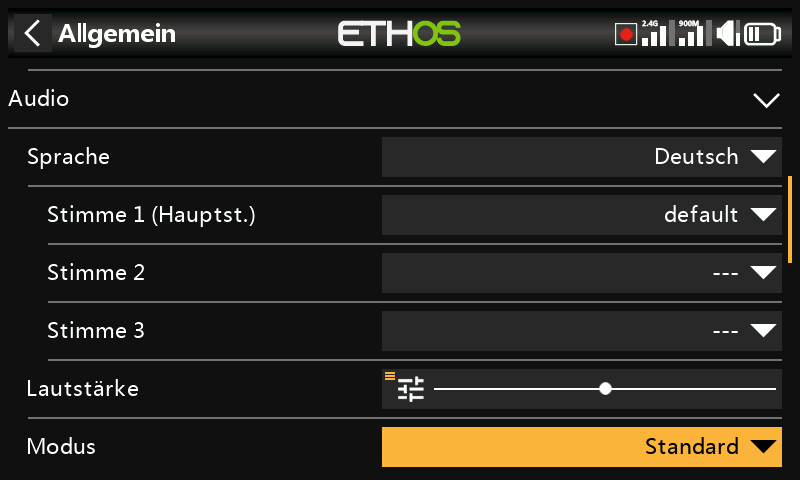 Allgemein ETHOS 2.4G 900M
Audio
Sprache Deutsch
Stimme 1 (Hauptst.) default
Stimme 2 ---
Stimme 3 ---
Lautstärke
Modus Standard